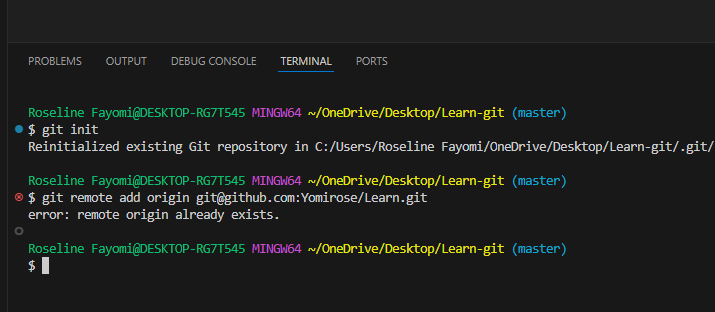 PROBLEMS OUTPUT DEBUG CONSOLE TERMINAL PORTS
Roseline Fayomi@DESKTOP-RG7T545 MINGW64 ~/OneDrive/Desktop/Learn-git (master)
$ git init
Reinitialized existing Git repository in C:/Users/Roseline Fayomi/OneDrive/Desktop/Learn-git/.git/
Roseline Fayomi@DESKTOP-RG7T545 MINGW64 ~/OneDrive/Desktop/Learn-git (master)
$ git remote add origin git@github.com:Yomirose/Learn.git
error: remote origin already exists.
Roseline Fayomi@DESKTOP-RG7T545 MINGW64 ~/OneDrive/Desktop/Learn-git (master)
$